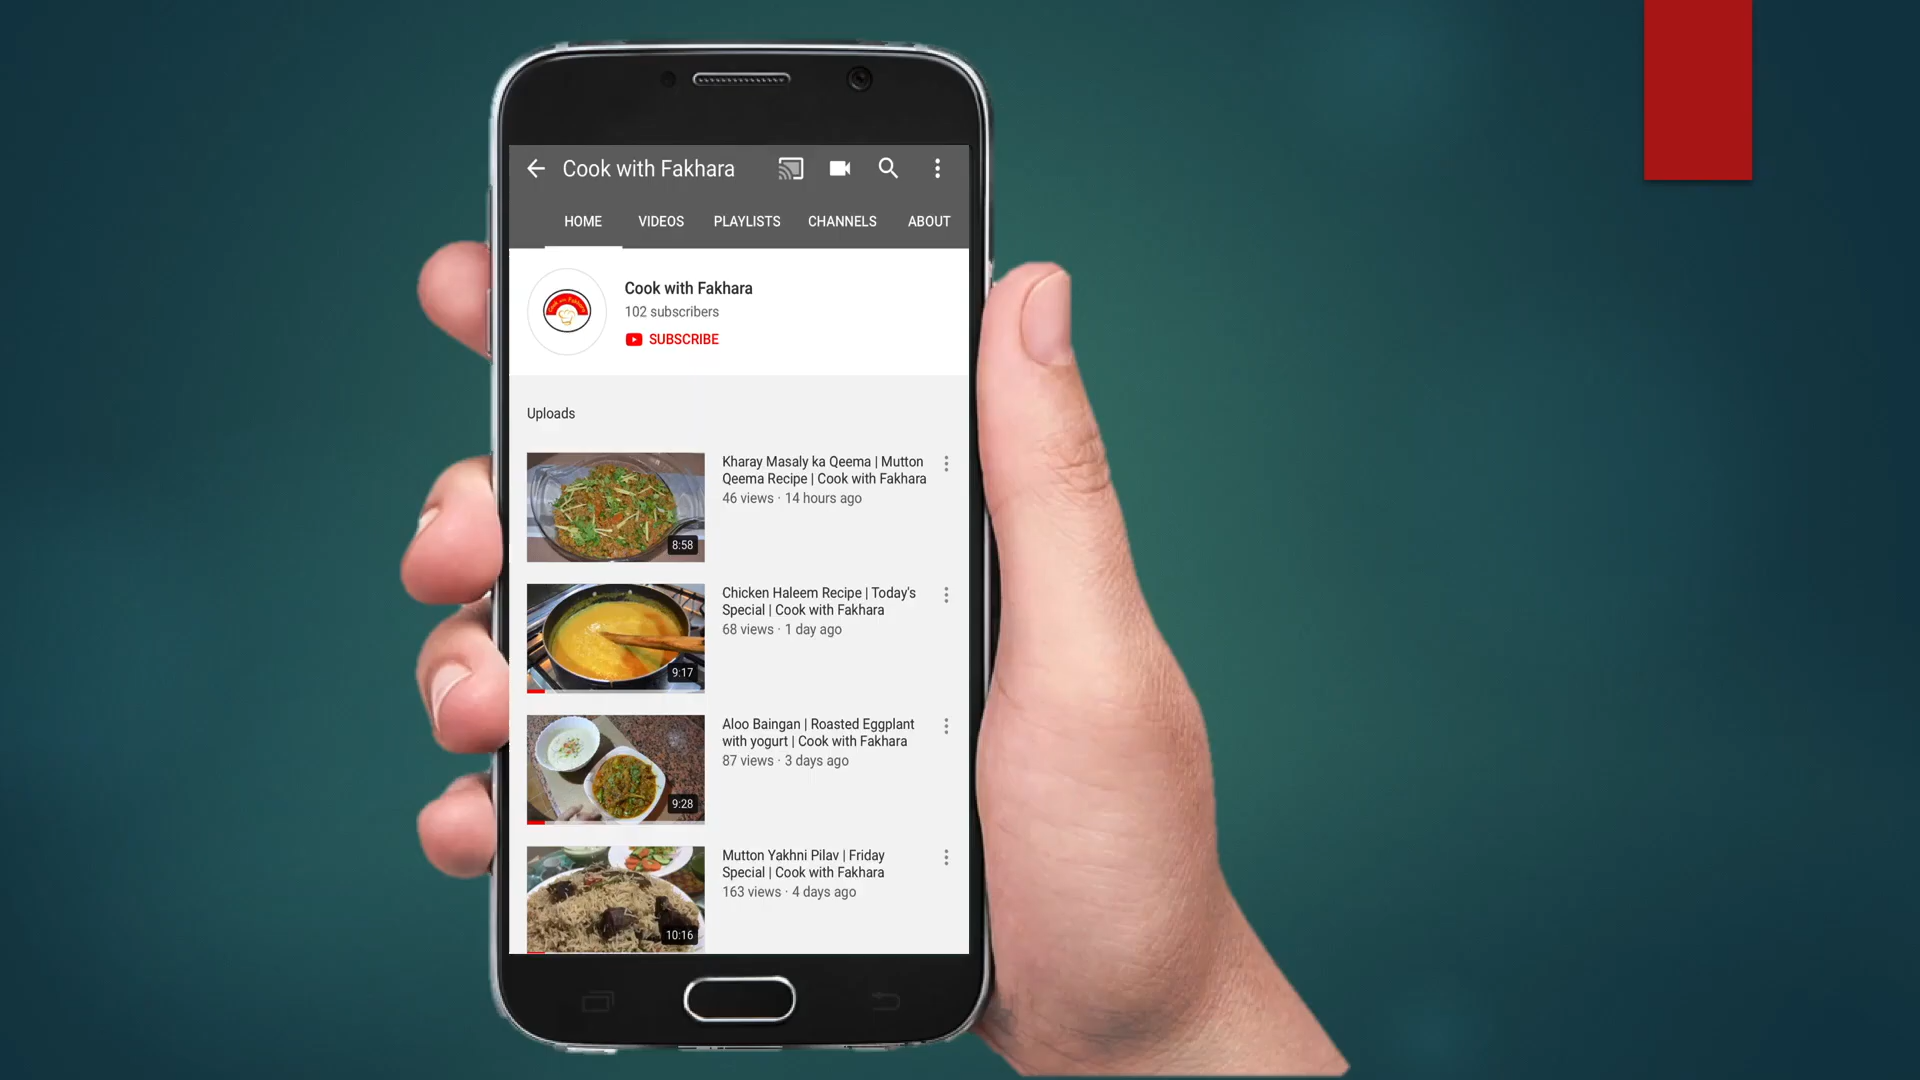 Cook with Fakhara
HOME VIDEOS PLAYLISTS CHANNELS ABOUT
Cook with Fakhara
102 subscribers
SUBSCRIBE
Uploads
Kharay Masaly ka Qeema | Mutton
Qeema Recipe | Cook with Fakhara
46 views · 14 hours ago
8:58
Chicken Haleem Recipe | Today's
Special | Cook with Fakhara
68 views · 1 day ago
9:17
Aloo Baingan | Roasted Eggplant
with yogurt | Cook with Fakhara
87 views · 3 days ago
9:28
Mutton Yakhni Pilav | Friday
Special | Cook with Fakhara
163 views · 4 days ago
10:16